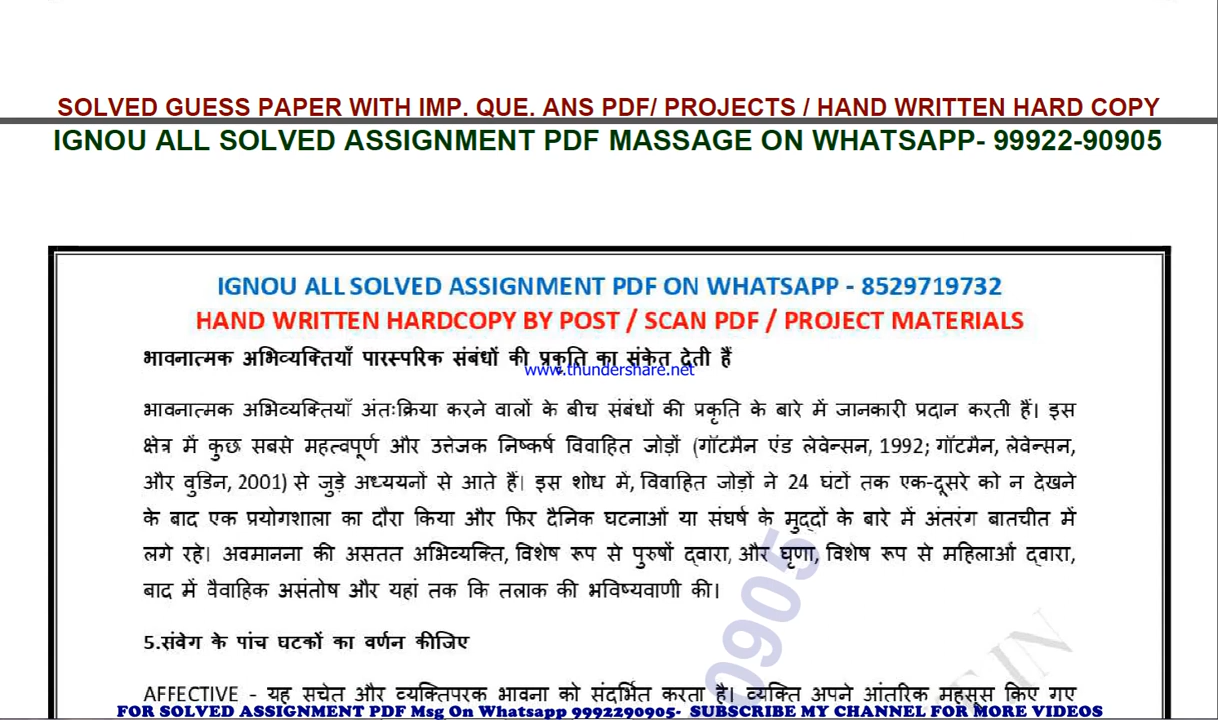 SOLVED GUESS PAPER WITH IMP. QUE. ANS PDF/ PROJECTS / HAND WRITTEN HARD COPY
IGNOU ALL SOLVED ASSIGNMENT PDF MASSAGE ON WHATSAPP- 99922-90905
IGNOU ALL SOLVED ASSIGNMENT PDF ON WHATSAPP - 8529719732
HAND WRITTEN HARDCOPY BY POST / SCAN PDF / PROJECT MATERIALS
भावनात्मक अभिव्यक्तियाँ पारस्परिक संबंधों की प्रकृति का संकेत देती हैं
www.thundershare.net
भावनात्मक अभिव्यक्तियाँ अंतःक्रिया करने वालों के बीच संबंधों की प्रकृति के बारे में जानकारी प्रदान करती हैं। इस
क्षेत्र में कुछ सबसे महत्वपूर्ण और उत्तेजक निष्कर्ष विवाहित जोड़ों (गॉटमैन एंड लेवेन्सन, 1992; गॉटमैन, लेवेन्सन,
और वुडिन, 2001) से जुड़े अध्ययनों से आते हैं। इस शोध में, विवाहित जोड़ों ने 24 घंटों तक एक-दूसरे को न देखने
के बाद एक प्रयोगशाला का दौरा किया और फिर दैनिक घटनाओं या संघर्ष के मुद्दों के बारे में अंतरंग बातचीत में
लगे रहे। अवमानना की असतत अभिव्यक्ति, विशेष रूप से पुरुषों द्वारा, और घृणा, विशेष रूप से महिलाओं द्वारा,
बाद में वैवाहिक असंतोष और यहां तक कि तलाक की भविष्यवाणी की।
5.संवेग के पांच घटकों का वर्णन कीजिए
AFFECTIVE - यह सचेत और व्यक्तिपरक भावना को संदर्भित करता है। व्यक्ति अपने आंतरिक महसूस किए गए
FOR SOLVED ASSIGNMENT PDF Msg On Whatsapp 9992290905- SUBSCRIBE MY CHANNEL FOR MORE VIDEOS
0905
IN